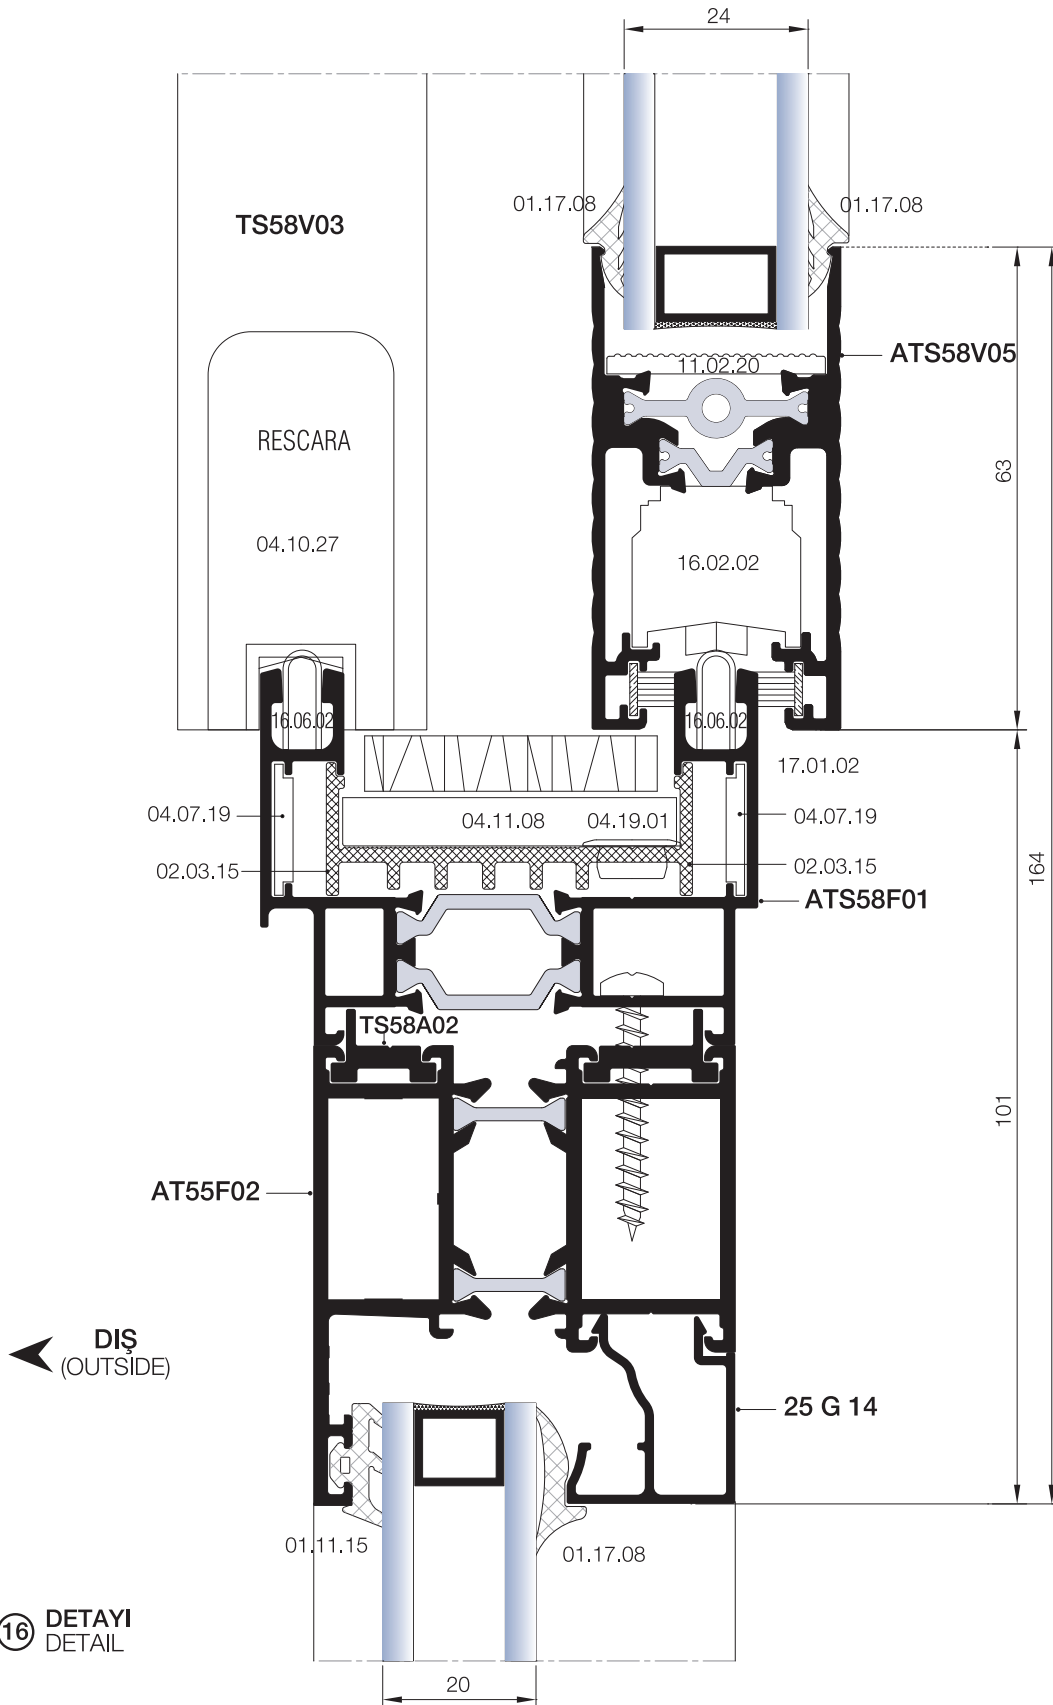 24
TS58V03
01.17.08
01.17.08
ATS58V05
11.02.20
RESCARA
63
04.10.27
16.02.02
16.06.02
16.06.02
17.01.02
04.07.19
04.11.08
04.19.01
04.07.19
02.03.15
02.03.15
164
ATS58F01
TS58A02
101
AT55F02
DIŞ
(OUTSIDE)
25 G 14
01.11.15
01.17.08
16 DETAYI
DETAIL
20